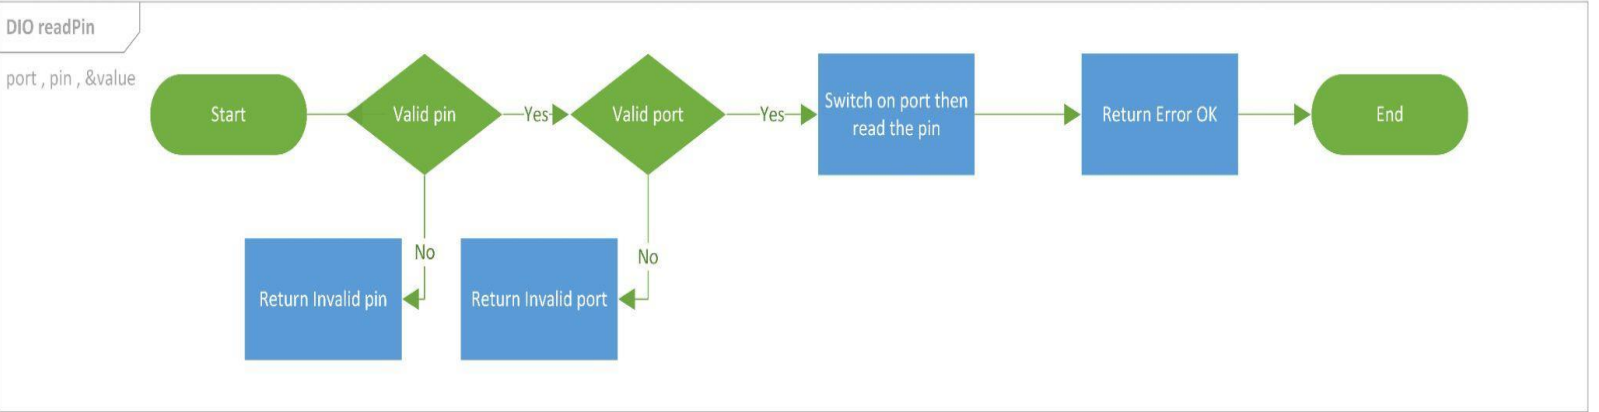 DIO readPin
port , pin , &value
Start
Valid pin
Yes
Valid port
Yes
Switch on port then
read the pin
Return Error OK
End
No
No
Return Invalid pin
Return Invalid port